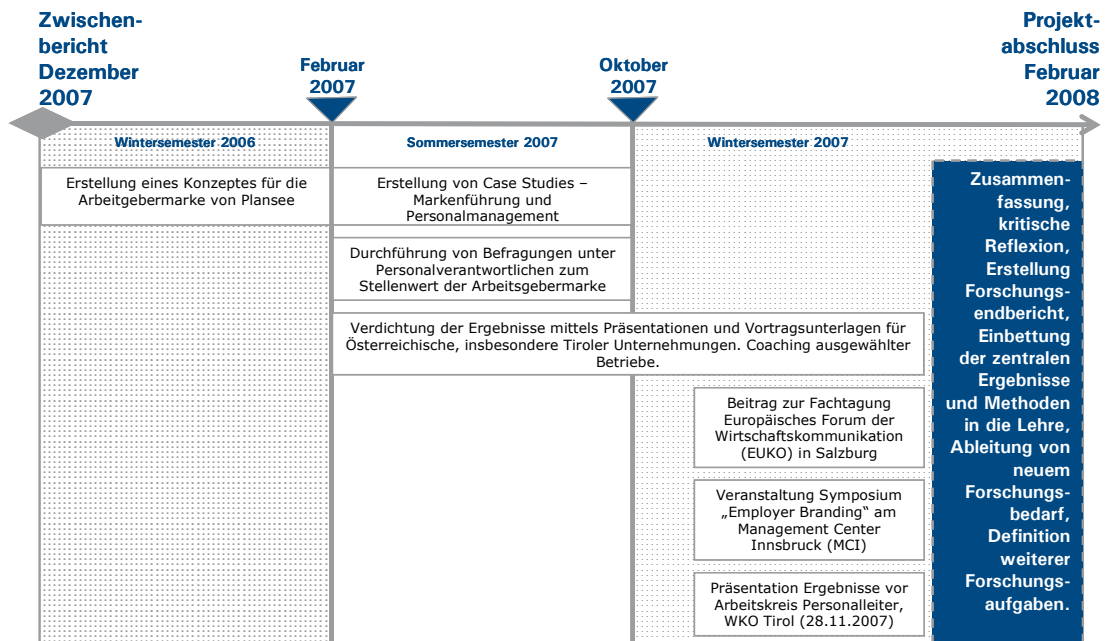 Zwischen-
bericht
Dezember
2007
Februar
2007
Oktober
2007
Projekt-
abschluss
Februar
2008
Wintersemester 2006
Sommersemester 2007
Wintersemester 2007
Erstellung eines Konzeptes für die
Arbeitgebermarke von Plansee
Erstellung von Case Studies –
Markenführung und
Personalmanagement
Durchführung von Befragungen unter
Personalverantwortlichen zum
Stellenwert der Arbeitsgebermarke
Verdichtung der Ergebnisse mittels Präsentationen und Vortragsunterlagen für
Österreichische, insbesondere Tiroler Unternehmungen. Coaching ausgewählter
Betriebe.
Beitrag zur Fachtagung
Europäisches Forum der
Wirtschaftskommunikation
(EUKO) in Salzburg
Veranstaltung Symposium
„Employer Branding“ am
Management Center
Innsbruck (MCI)
Präsentation Ergebnisse vor
Arbeitskreis Personalleiter,
WKO Tirol (28.11.2007)
Zusammen-
fassung,
kritische
Reflexion,
Erstellung
Forschungs-
endbericht,
Einbettung
der zentralen
Ergebnisse
und Methoden
in die Lehre,
Ableitung von
neuem
Forschungs-
bedarf,
Definition
weiterer
Forschungs-
aufgaben.